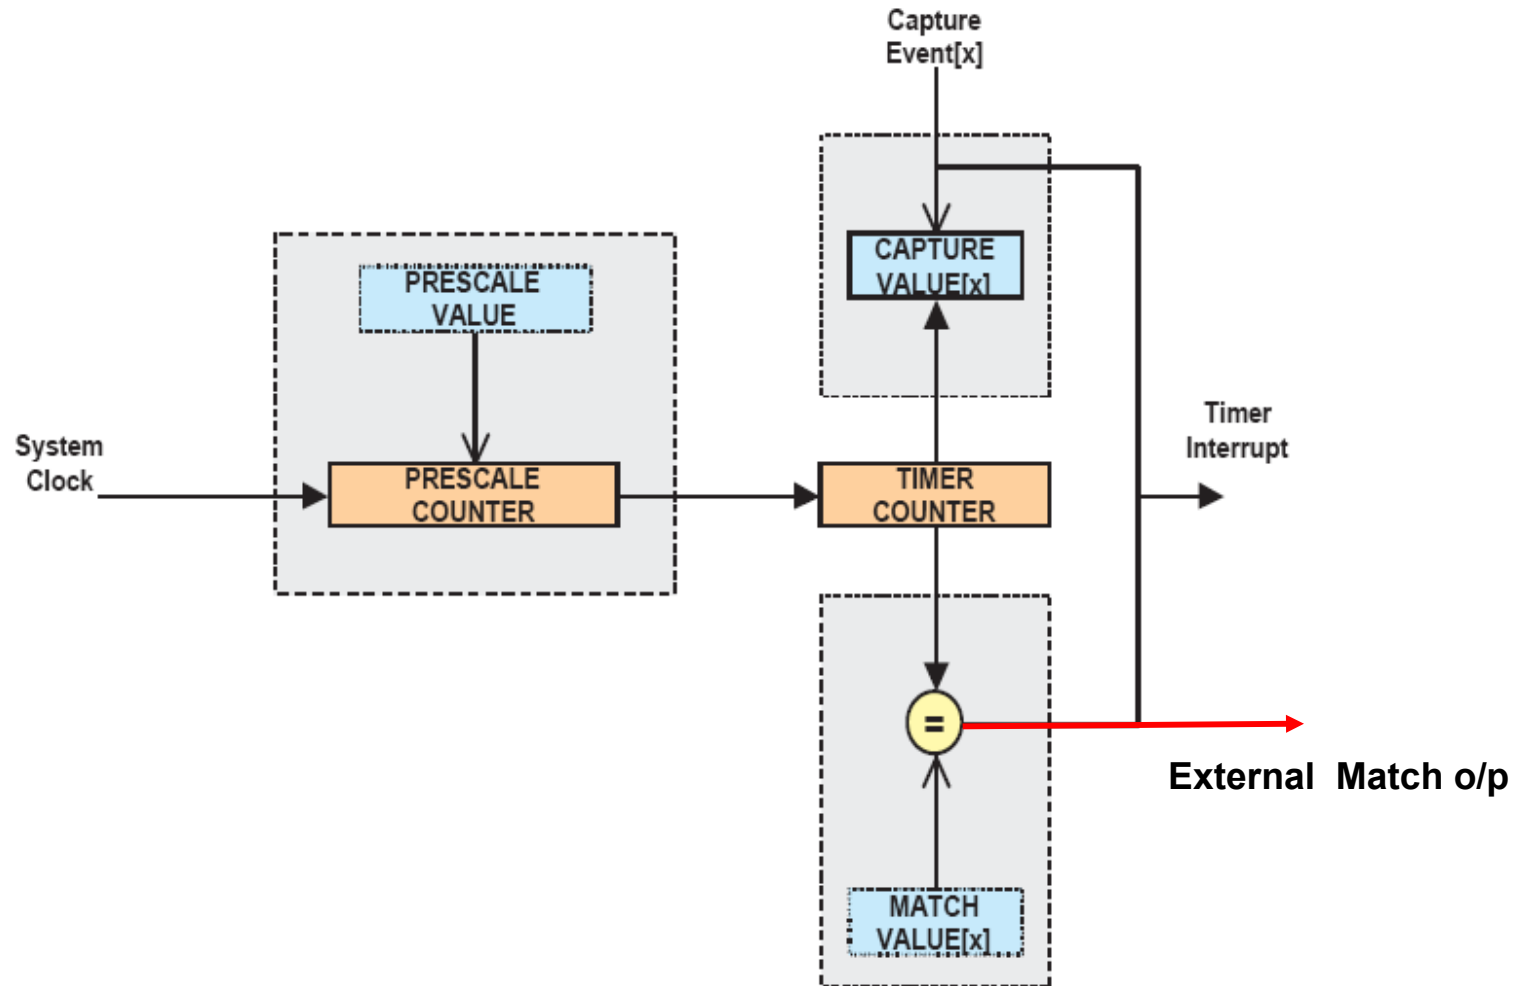 Capture
Event[x]
CAPTURE
VALUE[x]
PRESCALE
VALUE
System
Clock
PRESCALE
COUNTER
TIMER
COUNTER
Timer
Interrupt
=
External Match o/p
MATCH
VALUE[x]